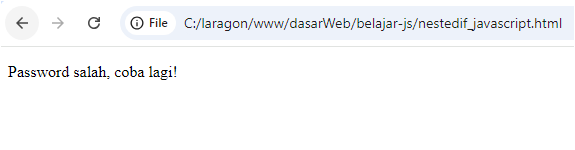 File C:/laragon/www/dasarWeb/belajar-js/nestedif_javascript.html
Password salah, coba lagi!